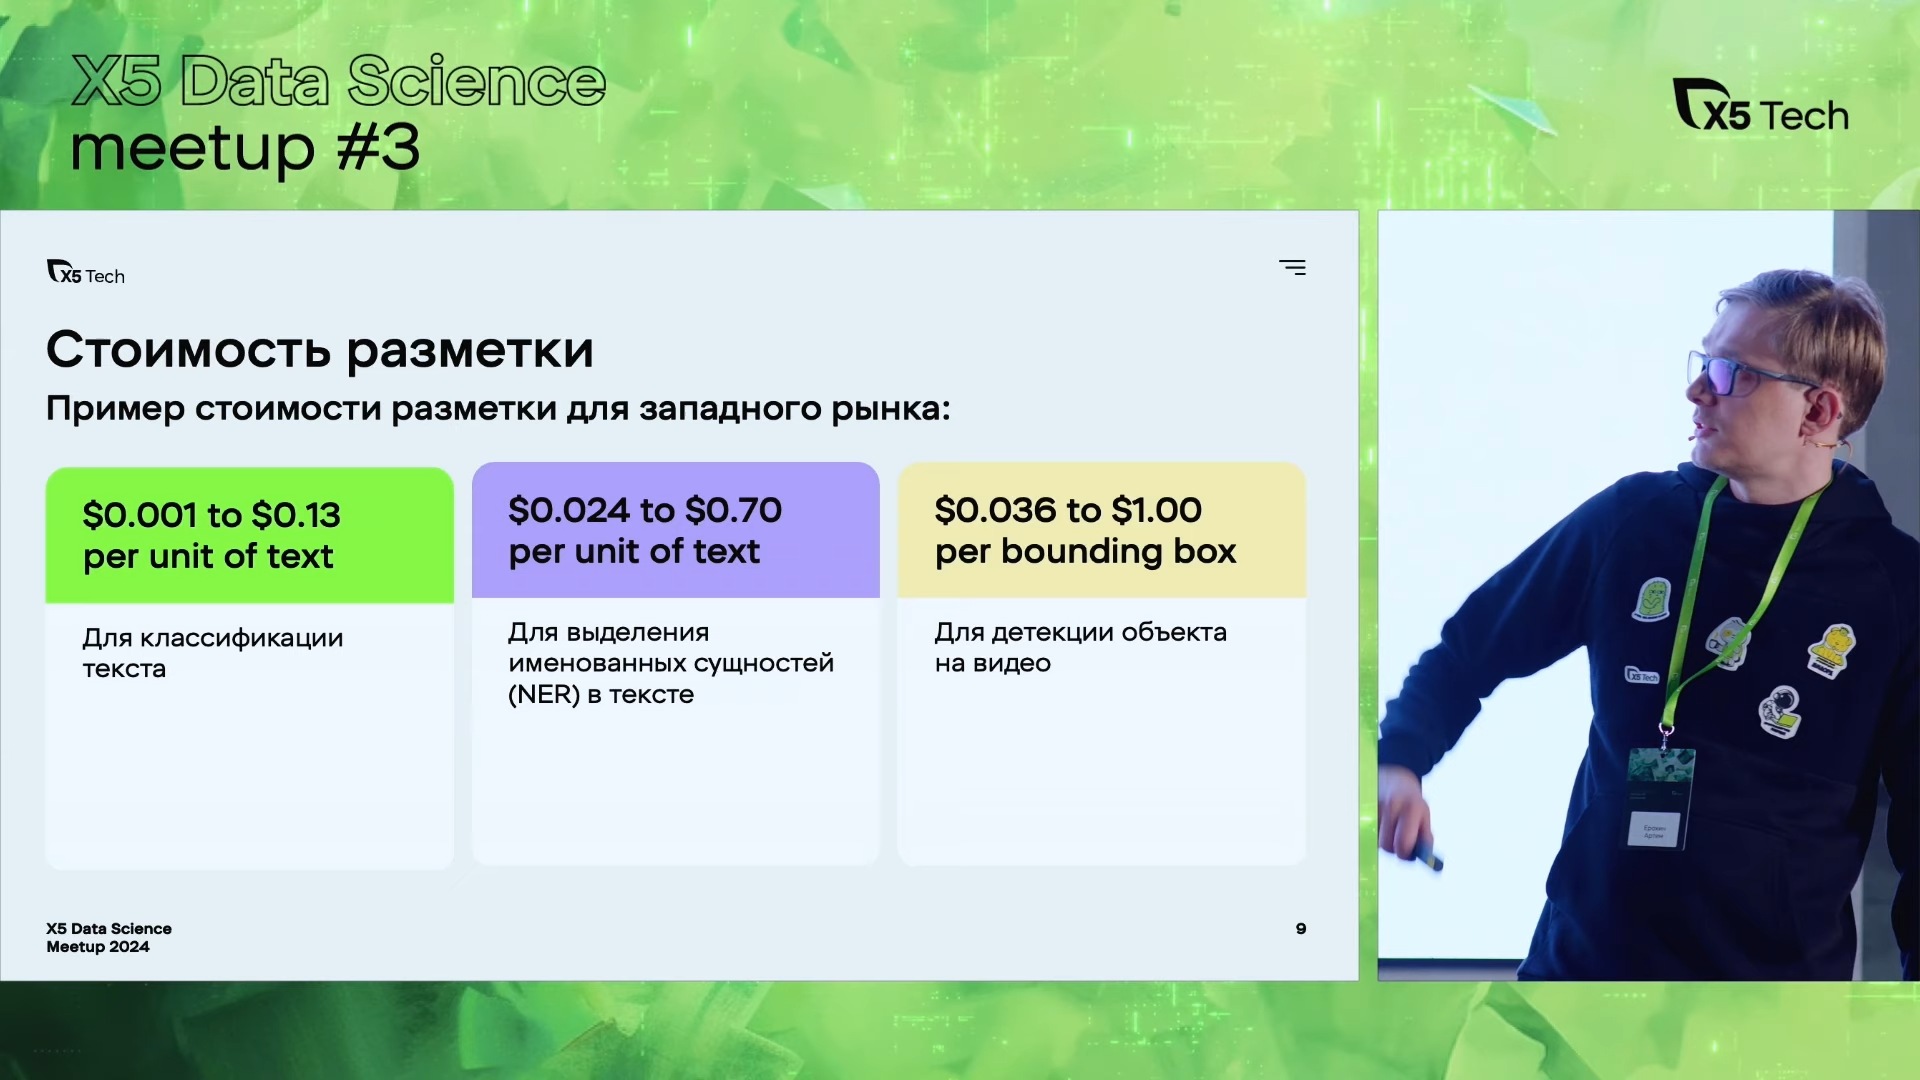 X5 Data Science
meetup #3
X5 Tech
X5 Tech
Стоимость разметки
Пример стоимости разметки для западного рынка:
$0.001 to $0.13
per unit of text
Для классификации
текста
$0.024 to $0.70
per unit of text
Для выделения
именованных сущностей
(NER) в тексте
$0.036 to $1.00
per bounding box
Для детекции объекта
на видео
X5 Data Science
Meetup 2024
9
X5 Tech
Артем